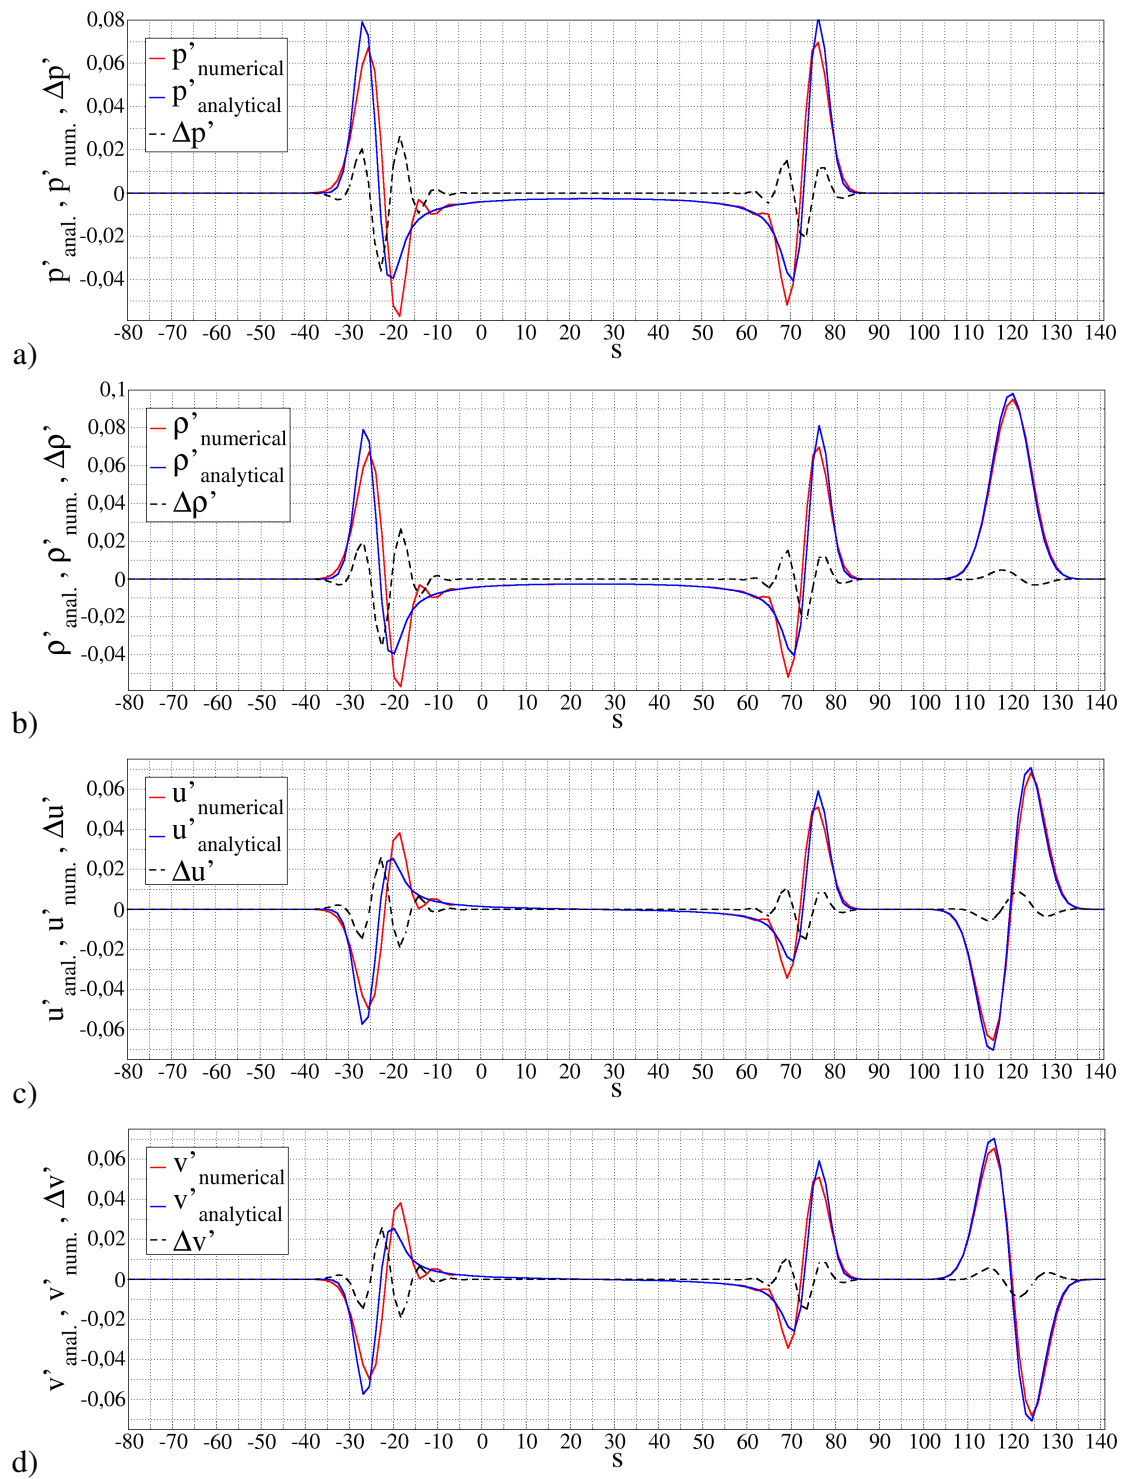 0,08
0,06
0,04
0,02
0
-0,02
-0,04
p'anal. , p'num. , Δp'
p'numerical
p'analytical
Δp'
-80 -70 -60 -50 -40 -30 -20 -10 0 10 20 30 40 50 60 70 80 90 100 110 120 130 140
s
a)
0,1
0,08
0,06
0,04
0,02
0
-0,02
-0,04
ρ'anal. , ρ'num. , Δρ'
ρ'numerical
ρ'analytical
Δρ'
-80 -70 -60 -50 -40 -30 -20 -10 0 10 20 30 40 50 60 70 80 90 100 110 120 130 140
s
b)
0,06
0,04
0,02
0
-0,02
-0,04
-0,06
u'anal. , u'num. , Δu'
u'numerical
u'analytical
Δu'
-80 -70 -60 -50 -40 -30 -20 -10 0 10 20 30 40 50 60 70 80 90 100 110 120 130 140
s
c)
0,06
0,04
0,02
0
-0,02
-0,04
-0,06
v'anal. , v'num. , Δv'
v'numerical
v'analytical
Δv'
-80 -70 -60 -50 -40 -30 -20 -10 0 10 20 30 40 50 60 70 80 90 100 110 120 130 140
s
d)